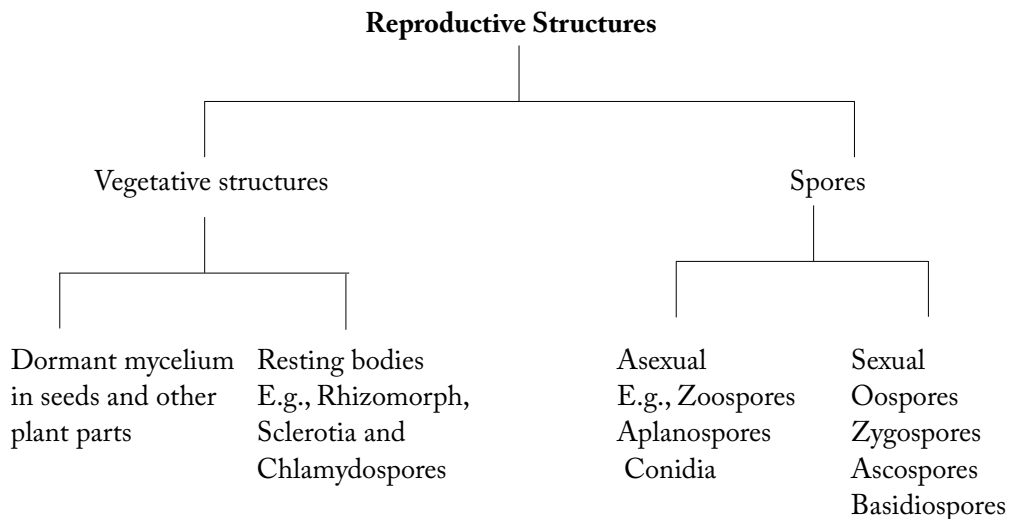 Reproductive Structures
Vegetative structures
Spores
Dormant mycelium
in seeds and other
plant parts
Resting bodies
E.g., Rhizomorph,
Sclerotia and
Chlamydospores
Asexual
E.g., Zoospores
Aplanospores
Conidia
Sexual
Oospores
Zygospores
Ascospores
Basidiospores